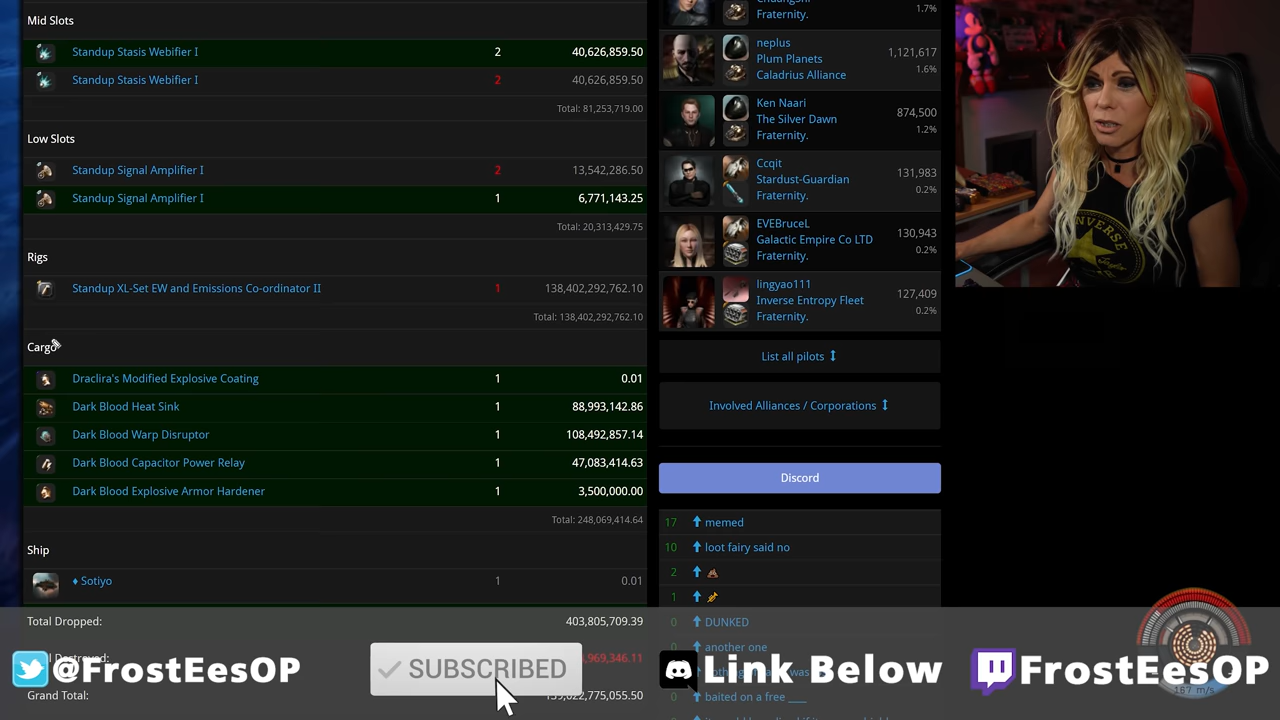 Mid Slots
Standup Stasis Webifier I 2 40,626,859.50
Standup Stasis Webifier I 2 40,626,859.50
Total: 81,253,719.00
Low Slots
Standup Signal Amplifier I 2 13,542,286.50
Standup Signal Amplifier I 1 6,771,143.25
Total: 20,313,429.75
Rigs
Standup XL-Set EW and Emissions Co-ordinator II 1 138,402,292,762.10
Total: 138,402,292,762.10
Cargo
Draclira's Modified Explosive Coating 1 0.01
Dark Blood Heat Sink 1 88,993,142.86
Dark Blood Warp Disruptor 1 108,492,857.14
Dark Blood Capacitor Power Relay 1 47,083,414.63
Dark Blood Explosive Armor Hardener 1 3,500,000.00
Total: 248,069,414.64
Ship
♦ Sotiyo 1 0.01
Total Dropped: 403,805,709.39
,969,346.11
Grand Total:
Fraternity. 1.7%
neplus 1,121,617
Plum Planets 1.6%
Caladrius Alliance
Ken Naari 874,500
The Silver Dawn 1.2%
Fraternity.
Ccqit 131,983
Stardust-Guardian 0.2%
Fraternity.
EVEBruceL 130,943
Galactic Empire Co LTD 0.2%
Fraternity.
lingyao111 127,409
Inverse Entropy Fleet 0.2%
Fraternity.
List all pilots
Involved Alliances / Corporations
Discord
17 memed
10 loot fairy said no
2
1
0 DUNKED
another one
0 baited on a free ____
CONVERSE
@FrostEesOP
SUBSCRIBED
Link Below
FrostEesOP
167 m/s